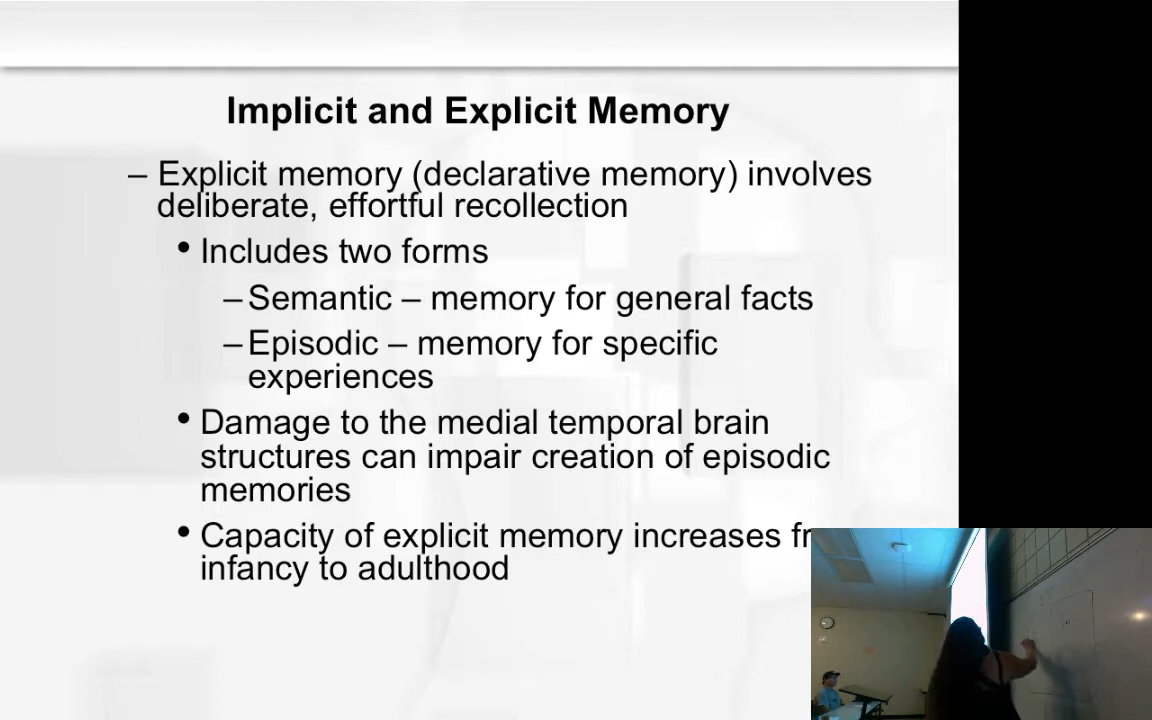 Implicit and Explicit Memory
– Explicit memory (declarative memory) involves
deliberate, effortful recollection
• Includes two forms
– Semantic – memory for general facts
– Episodic – memory for specific
experiences
• Damage to the medial temporal brain
structures can impair creation of episodic
memories
• Capacity of explicit memory increases
infancy to adulthood